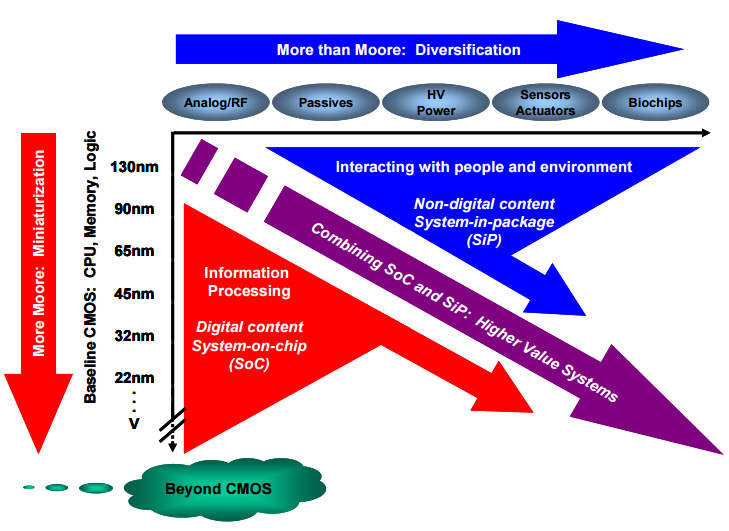 More than Moore:  Diversification
Analog/RF
Passives
HV
Power
Sensors
Actuators
Biochips
More Moore:  Miniaturization
Baseline CMOS:  CPU, Memory, Logic
130nm
90nm
65nm
45nm
32nm
22nm
.
.
.
V
Interacting with people and environment
Non-digital content
System-in-package
(SiP)
Combining SoC and SiP:  Higher Value Systems
Information
Processing
Digital content
System-on-chip
(SoC)
Beyond CMOS